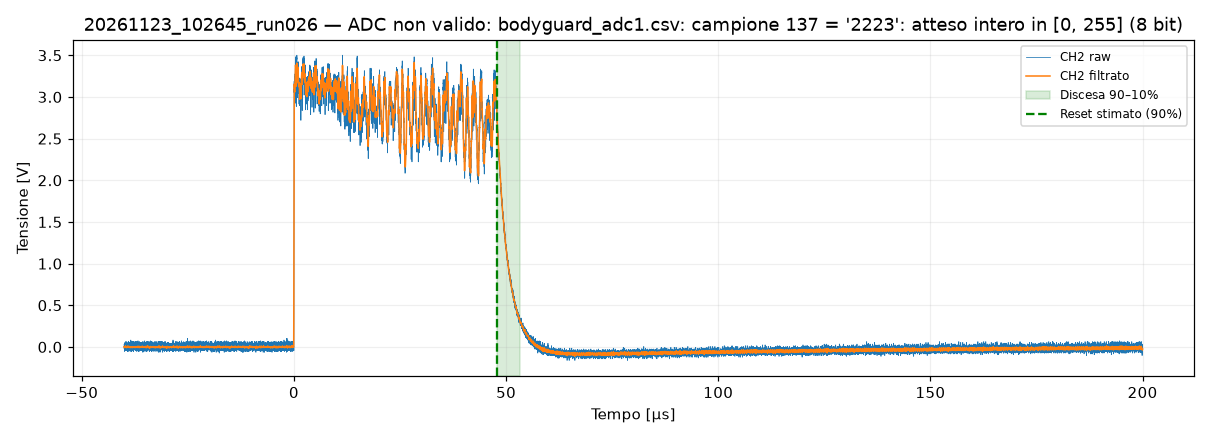 20261123_102645_run026 — ADC non valido: bodyguard_adc1.csv: campione 137 = '2223': atteso intero in [0, 255] (8 bit)
CH2 raw
CH2 filtrato
Discesa 90–10%
Reset stimato (90%)
Tensione [V]
3.5
3.0
2.5
2.0
1.5
1.0
0.5
0.0
−50
0
50
100
150
200
Tempo [µs]